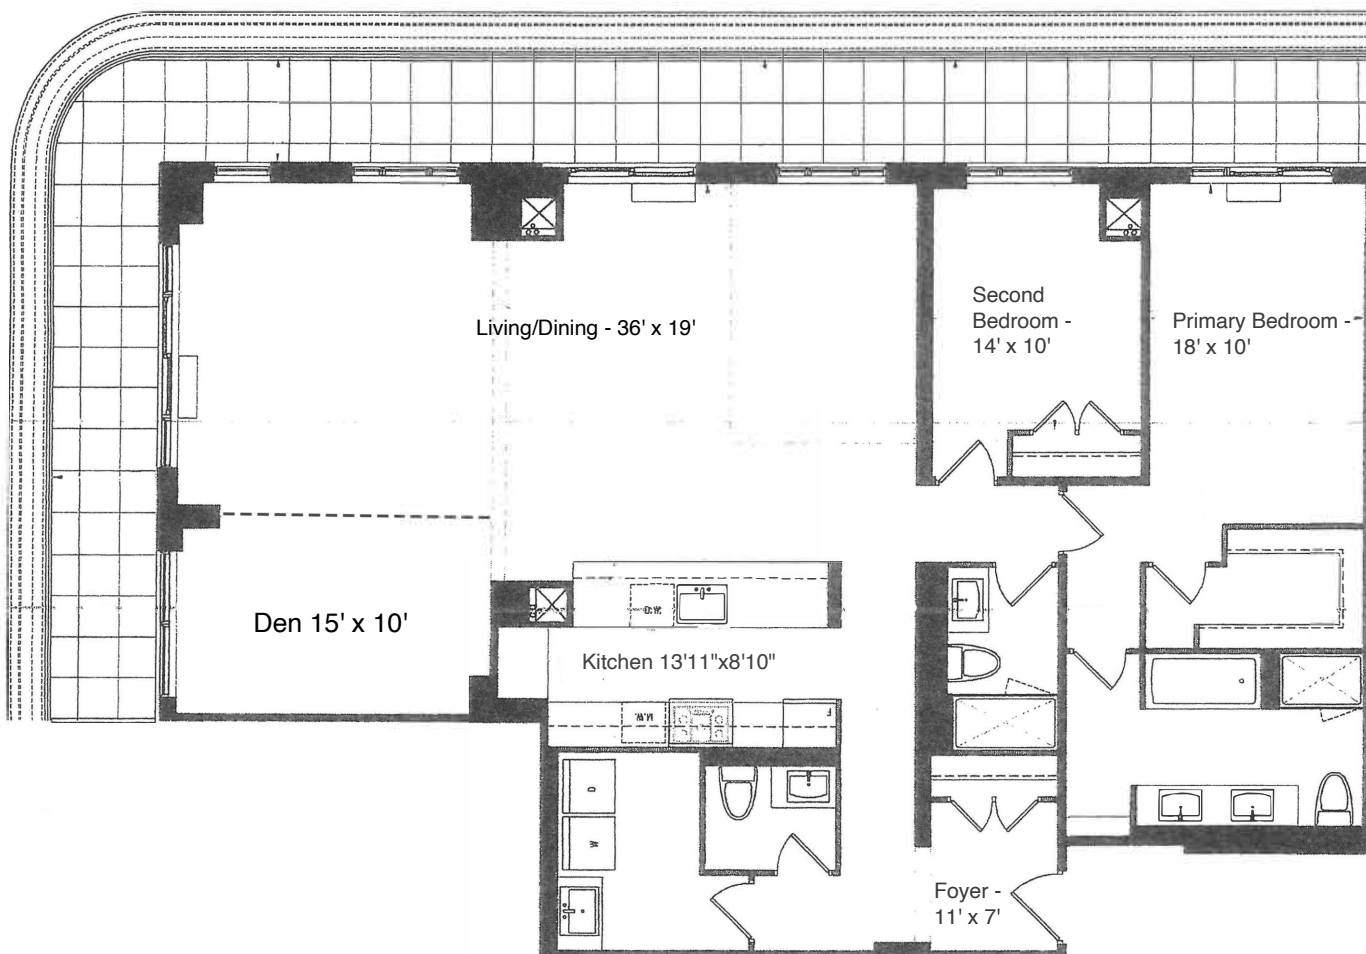 Second
Bedroom -
14' x 10'
Living/Dining - 36' x 19'
Primary Bedroom -
18' x 10'
D.W.
Den 15' x 10'
Kitchen 13'11"x8'10"
M.W.
F
D
W
Foyer -
11' x 7'